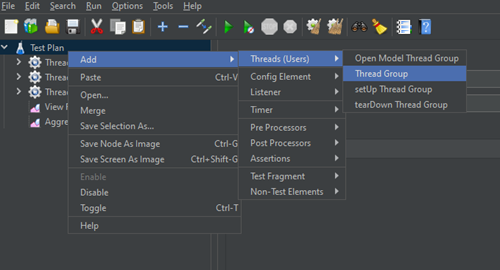 File Edit Search Run Options Tools Help
Test Plan
Threa
Threa
Threa
View R
Aggre
Add
Paste Ctrl-V
Open...
Merge
Save Selection As...
Save Node As Image Ctrl-G
Save Screen As Image Ctrl+Shift-G
Enable
Disable
Toggle Ctrl-T
Help
Threads (Users)
Config Element
Listener
Timer
Pre Processors
Post Processors
Assertions
Test Fragment
Non-Test Elements
Open Model Thread Group
Thread Group
setUp Thread Group
tearDown Thread Group